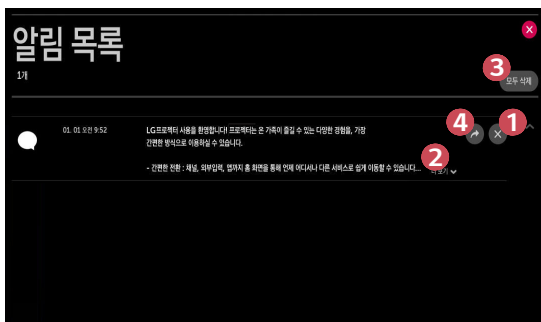 알림 목록
1개
X
3
모두 삭제
4
1
01. 01 오전 9:52
LG프로젝터 사용을 환영합니다! 프로젝터는 온 가족이 즐길 수 있는 다양한 경험을, 가장
간편한 방식으로 이용하실 수 있습니다.
2
- 간편한 전환 : 채널, 외부입력, 앱까지 홈 화면을 통해 언제 어디서나 다른 서비스로 쉽게 이동할 수 있습니다...